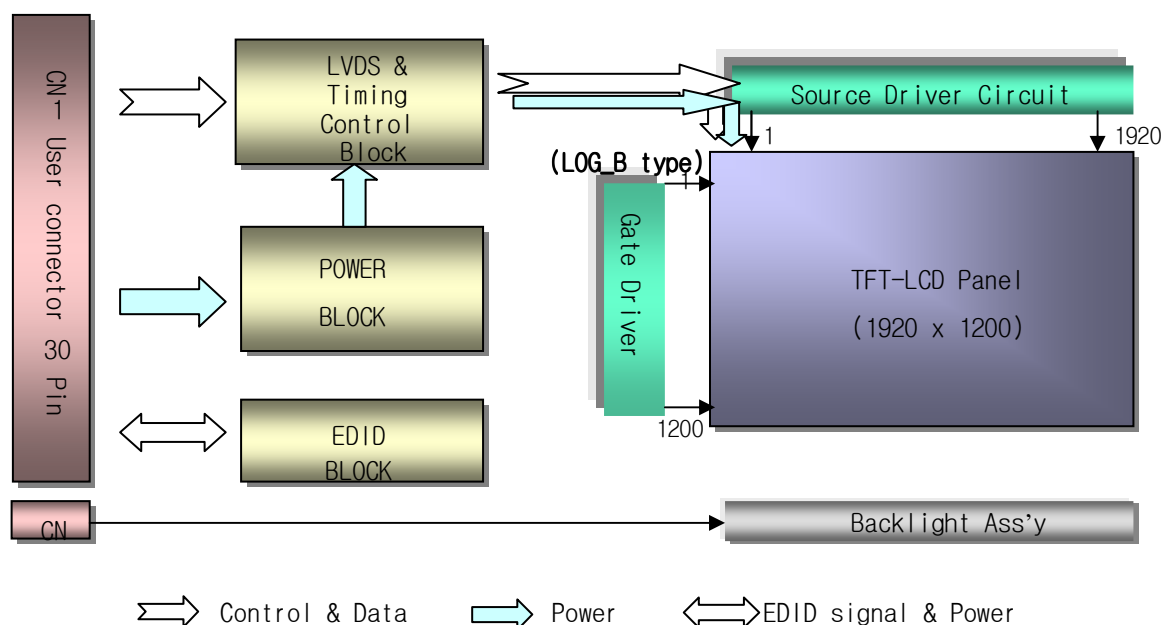 CN- User connector 30 Pin
LVDS &
Timing
Control
Block
Source Driver Circuit
1
1920
(LOG_B type)
1
Gate Driver
1200
POWER
BLOCK
TFT-LCD Panel
(1920 x 1200)
EDID
BLOCK
CN
Backlight Ass’y
Control & Data
Power
EDID signal & Power